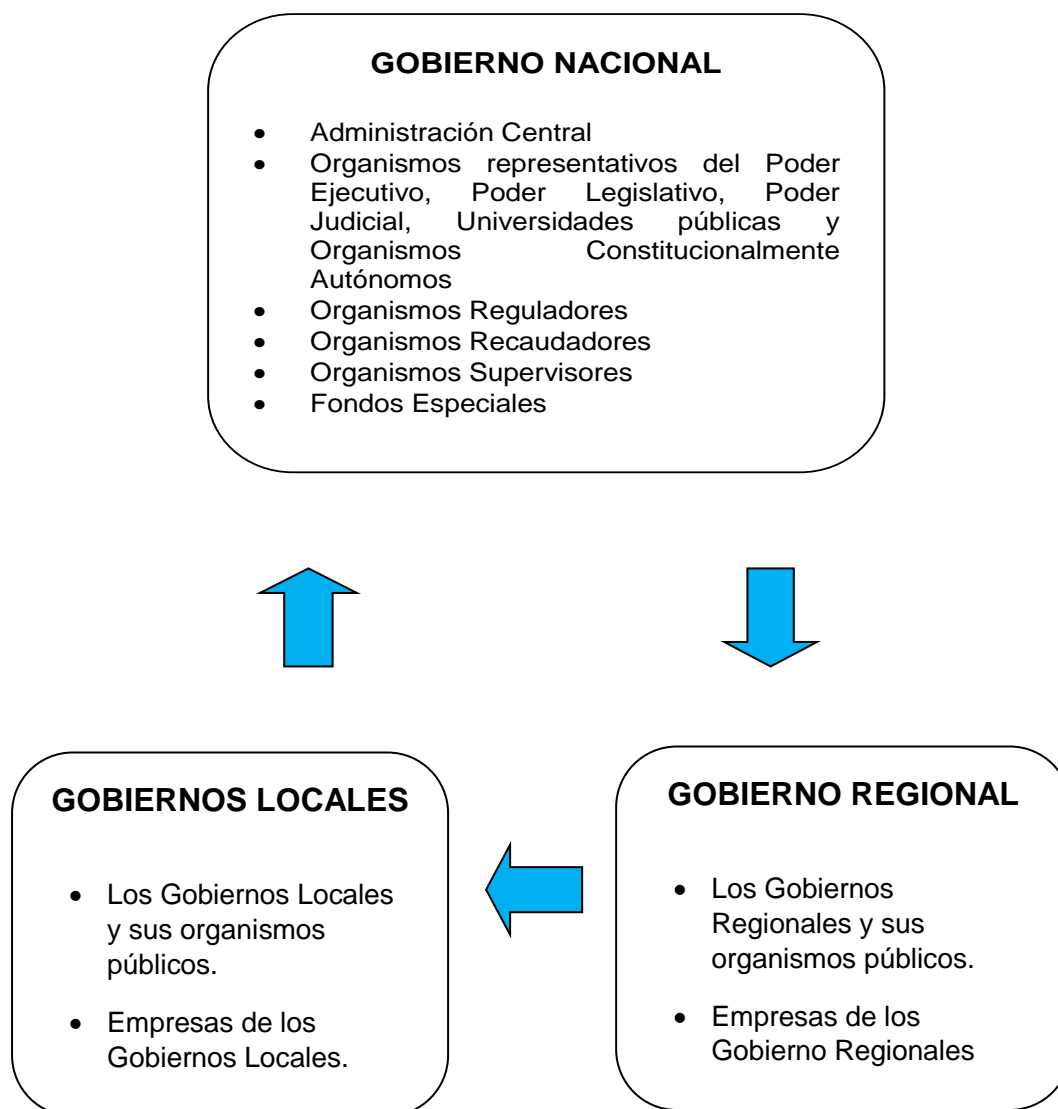 GOBIERNO NACIONAL
• Administración Central
• Organismos representativos del Poder
Ejecutivo, Poder Legislativo, Poder
Judicial, Universidades públicas y
Organismos Constitucionalmente
Autónomos
• Organismos Reguladores
• Organismos Recaudadores
• Organismos Supervisores
• Fondos Especiales
GOBIERNOS LOCALES
• Los Gobiernos Locales
y sus organismos
públicos.
• Empresas de los
Gobiernos Locales.
GOBIERNO REGIONAL
• Los Gobiernos
Regionales y sus
organismos públicos.
• Empresas de los
Gobierno Regionales